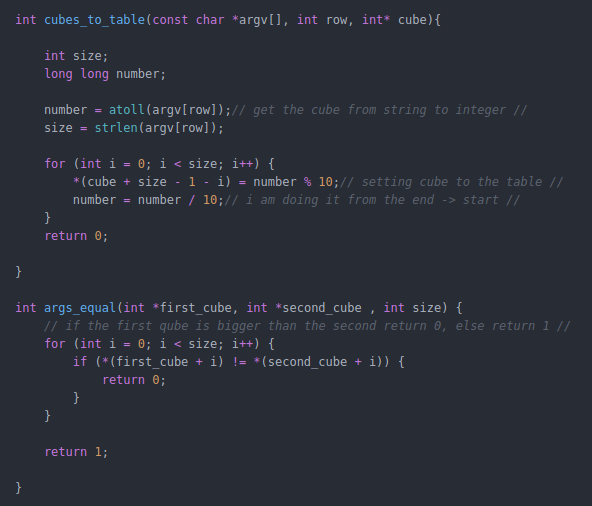 int cubes_to_table(const char *argv[], int row, int* cube){
int size;
long long number;
number = atoll(argv[row]);// get the cube from string to integer //
size = strlen(argv[row]);
for (int i = 0; i < size; i++) {
*(cube + size - 1 - i) = number % 10;// setting cube to the table //
number = number / 10;// i am doing it from the end -> start //
}
return 0;
}
int args_equal(int *first_cube, int *second_cube , int size) {
// if the first qube is bigger than the second return 0, else return 1 //
for (int i = 0; i < size; i++) {
if (*(first_cube + i) != *(second_cube + i)) {
return 0;
}
}
return 1;
}